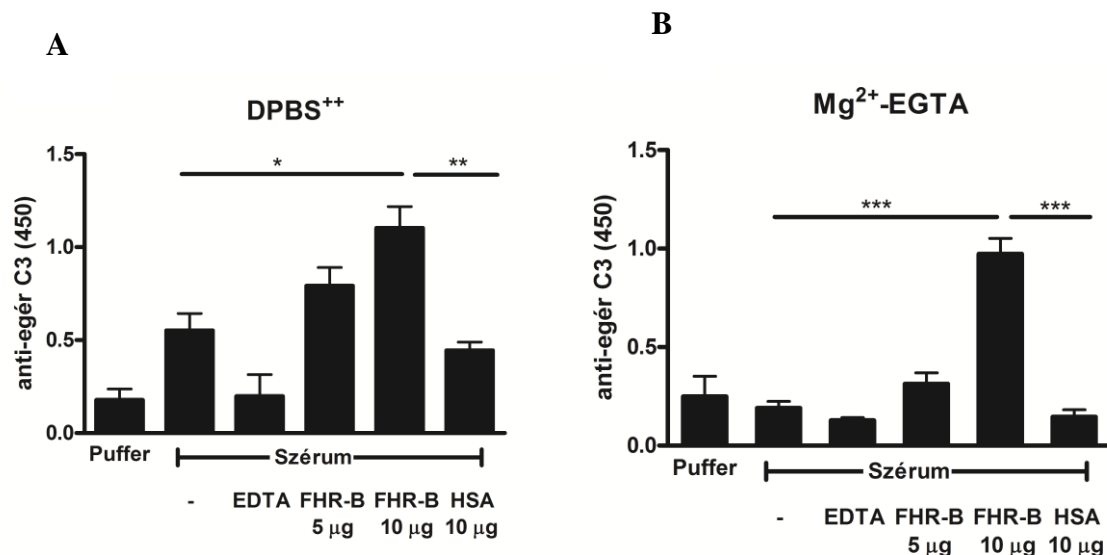 A
DPBS++
anti-egér C3 (450)
1.5
1.0
0.5
0.0
* **
Puffer
Szérum
- EDTA FHR-B FHR-B HSA
5 µg 10 µg 10 µg
B
Mg2+-EGTA
anti-egér C3 (450)
1.5
1.0
0.5
0.0
*** ***
Puffer
Szérum
- EDTA FHR-B FHR-B HSA
5 µg 10 µg 10 µg